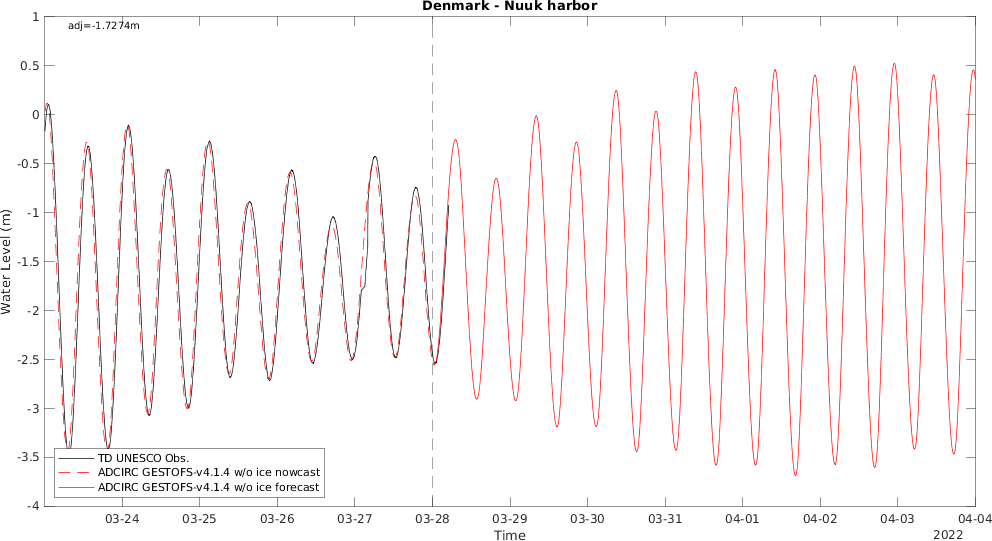 Denmark - Nuuk harbor
adj=-1.7274m
1
0.5
0
-0.5
-1
-1.5
-2
-2.5
-3
-3.5
-4
Water Level (m)
TD UNESCO Obs.
ADCIRC GESTOFS-v4.1.4 w/o ice nowcast
ADCIRC GESTOFS-v4.1.4 w/o ice forecast
03-24 03-25 03-26 03-27 03-28 03-29 03-30 03-31 04-01 04-02 04-03 04-04
Time
2022